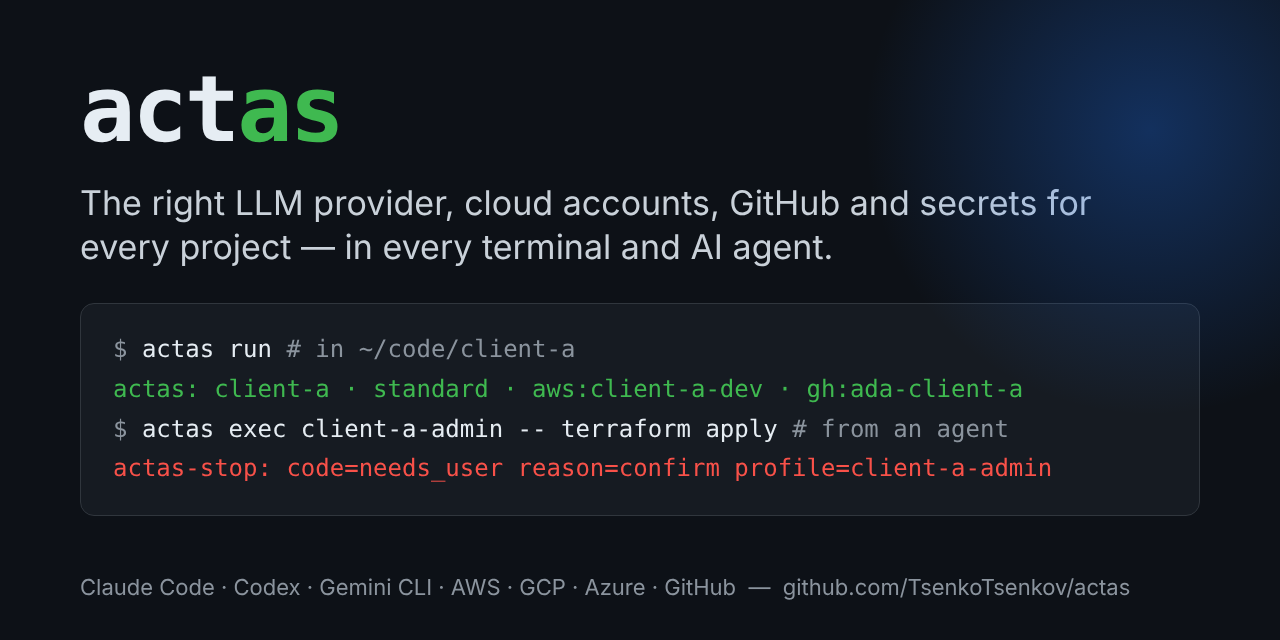 actas
The right LLM provider, cloud accounts, GitHub and secrets for
every project — in every terminal and AI agent.
$ actas run # in ~/code/client-a
actas: client-a · standard · aws:client-a-dev · gh:ada-client-a
$ actas exec client-a-admin -- terraform apply # from an agent
actas-stop: code=needs_user reason=confirm profile=client-a-admin
Claude Code · Codex · Gemini CLI · AWS · GCP · Azure · GitHub — github.com/TsenkoTsenkov/actas